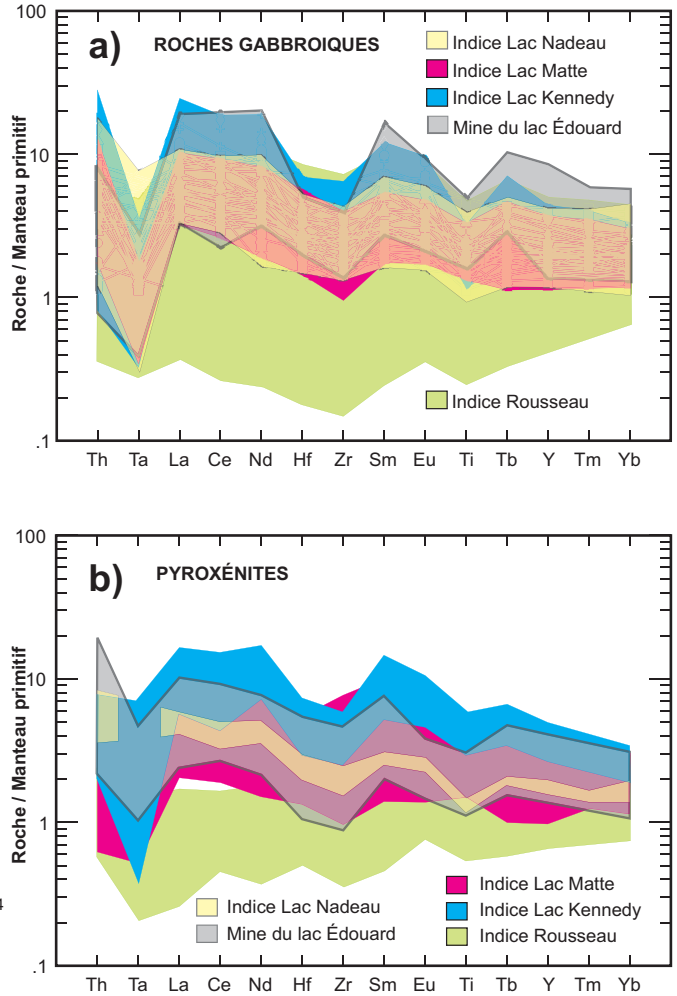 100
a) ROCHES GABBROIQUES
Indice Lac Nadeau
Indice Lac Matte
Indice Lac Kennedy
Mine du lac Édouard
10
1
.1
Roche / Manteau primitif
Indice Rousseau
Th Ta La Ce Nd Hf Zr Sm Eu Ti Tb Y Tm Yb
100
b) PYROXÉNITES
10
1
.1
Roche / Manteau primitif
4
Indice Lac Nadeau
Mine du lac Édouard
Indice Lac Matte
Indice Lac Kennedy
Indice Rousseau
Th Ta La Ce Nd Hf Zr Sm Eu Ti Tb Y Tm Yb